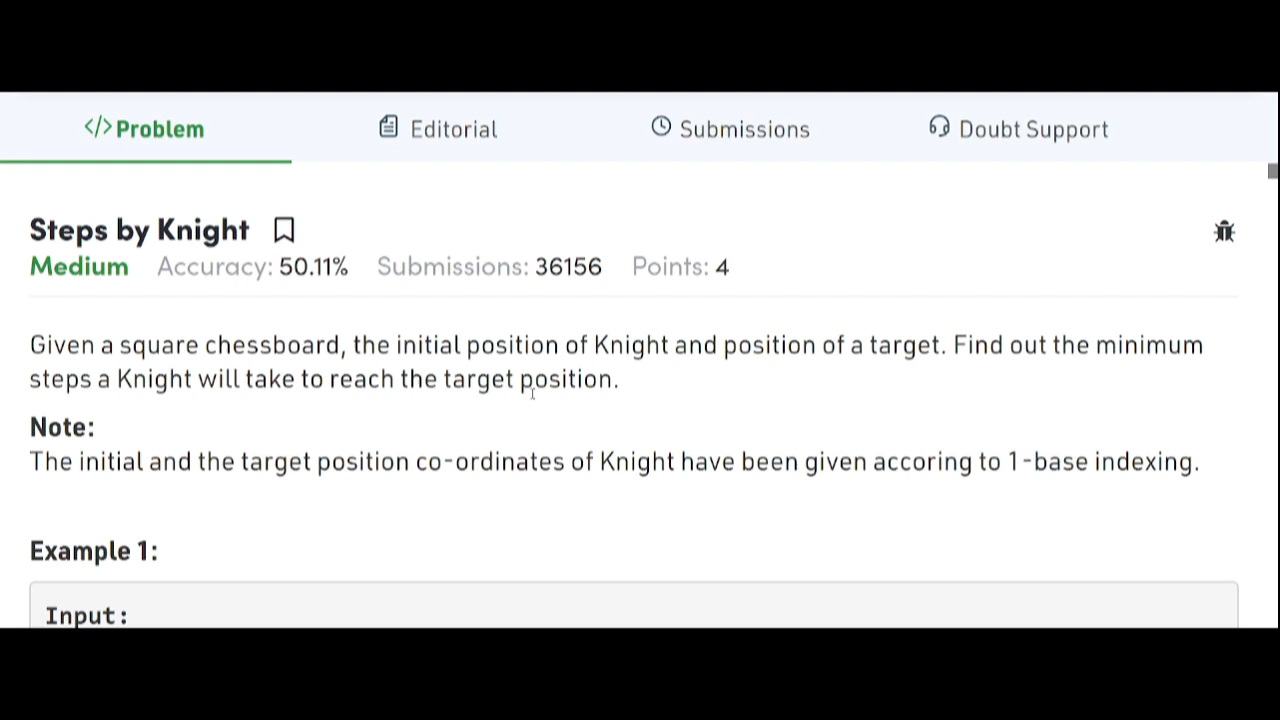 </> Problem
Editorial
Submissions
Doubt Support
Steps by Knight
Medium Accuracy: 50.11% Submissions: 36156 Points: 4
Given a square chessboard, the initial position of Knight and position of a target. Find out the minimum
steps a Knight will take to reach the target position.
Note:
The initial and the target position co-ordinates of Knight have been given accoring to 1-base indexing.
Example 1:
Input: